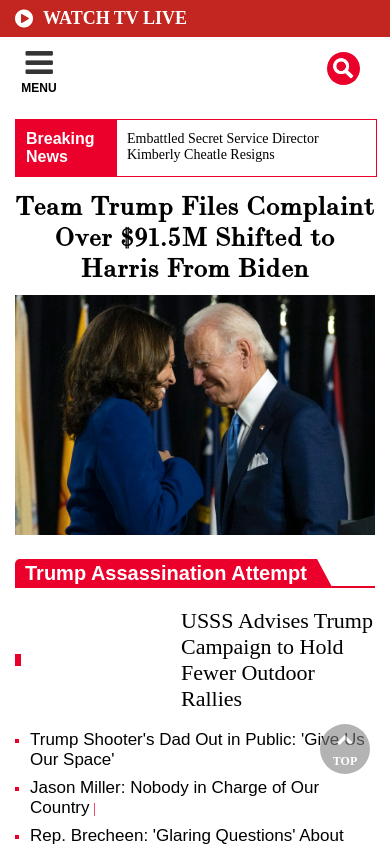 WATCH TV LIVE
MENU
Breaking
News
Embattled Secret Service Director
Kimberly Cheatle Resigns
Team Trump Files Complaint
Over $91.5M Shifted to
Harris From Biden
Trump Assassination Attempt
USSS Advises Trump
Campaign to Hold
Fewer Outdoor
Rallies
Trump Shooter's Dad Out in Public: 'Give Us
Our Space'
TOP
Jason Miller: Nobody in Charge of Our
Country |
Rep. Brecheen: 'Glaring Questions' About